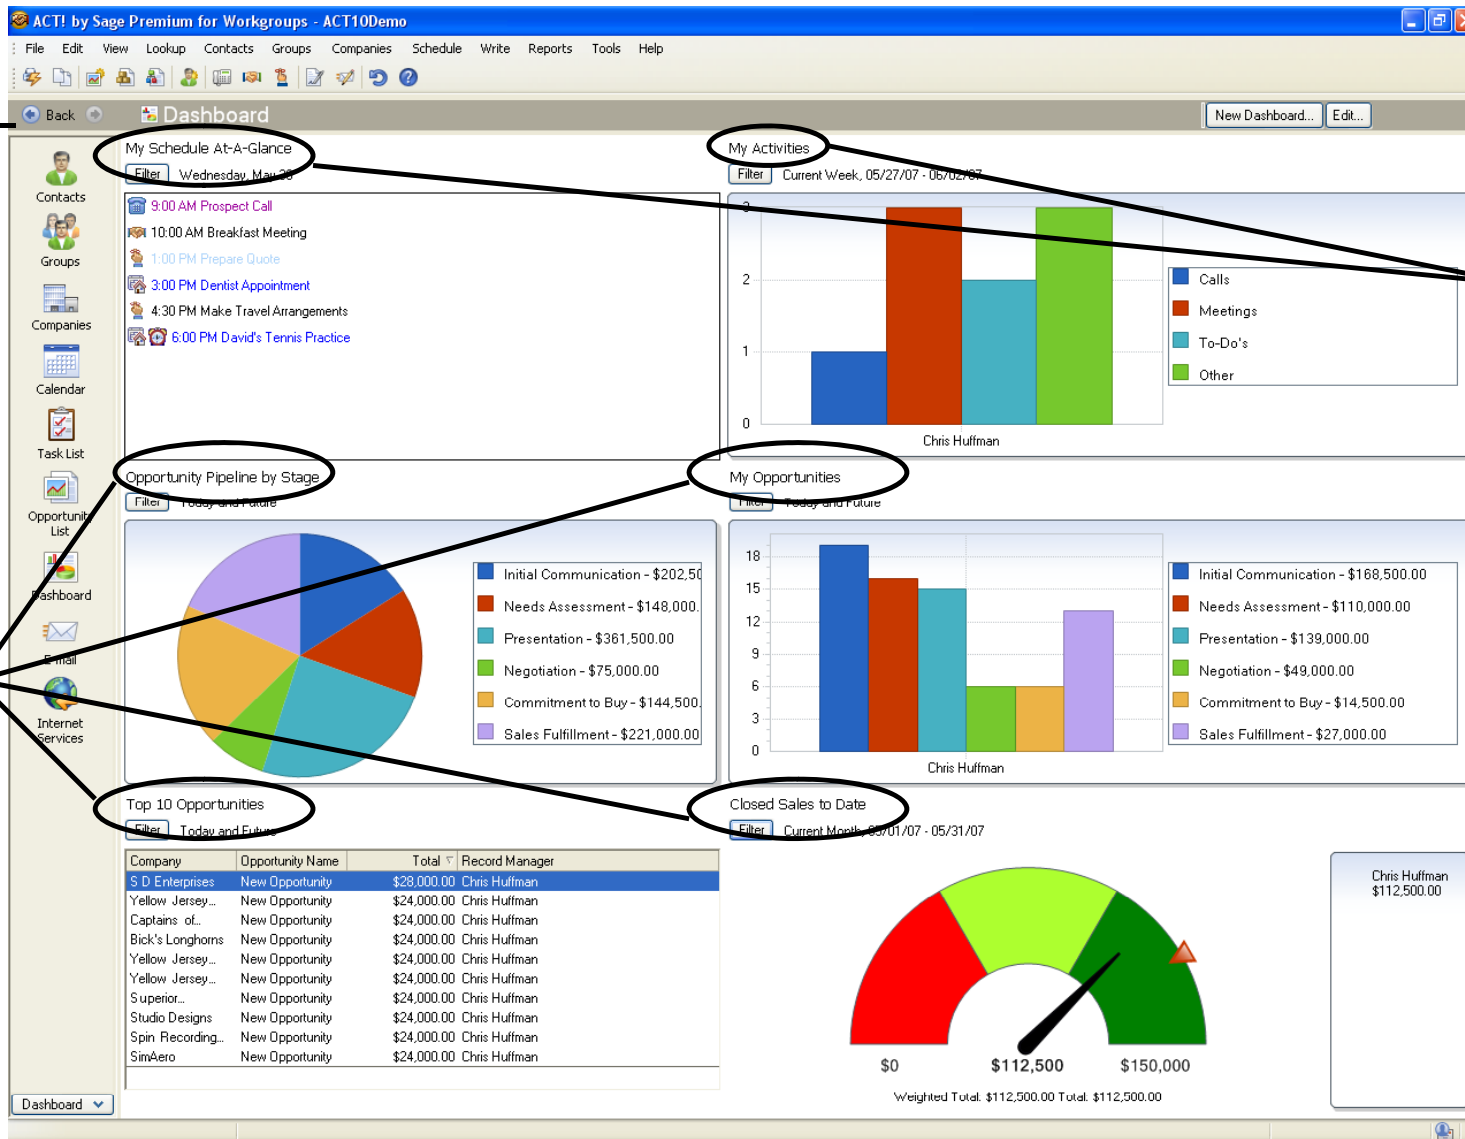 ACT! by Sage Premium for Workgroups - ACT10Demo
File Edit View Lookup Contacts Groups Companies Schedule Write Reports Tools Help
Back Dashboard New Dashboard... Edit...
Contacts
Groups
Companies
Calendar
Task List
Opportunity
List
Dashboard
E-mail
Internet
Services
Dashboard
My Schedule At-A-Glance
Filter Wednesday, May 30
9:00 AM Prospect Call
10:00 AM Breakfast Meeting
1:00 PM Prepare Quote
3:00 PM Dentist Appointment
4:30 PM Make Travel Arrangements
6:00 PM David's Tennis Practice
My Activities
Filter Current Week, 05/27/07 - 06/02/07
3
2
1
0
Chris Huffman
Calls
Meetings
To-Do's
Other
Opportunity Pipeline by Stage
Filter Today and Future
Initial Communication - $202,50
Needs Assessment - $148,000.
Presentation - $361,500.00
Negotiation - $75,000.00
Commitment to Buy - $144,500.
Sales Fulfillment - $221,000.00
My Opportunities
Filter Today and Future
18
15
12
9
6
3
0
Chris Huffman
Initial Communication - $168,500.00
Needs Assessment - $110,000.00
Presentation - $139,000.00
Negotiation - $49,000.00
Commitment to Buy - $14,500.00
Sales Fulfillment - $27,000.00
Top 10 Opportunities
Filter Today and Future
Company Opportunity Name Total Record Manager
S D Enterprises New Opportunity $28,000.00 Chris Huffman
Yellow Jersey... New Opportunity $24,000.00 Chris Huffman
Captains of... New Opportunity $24,000.00 Chris Huffman
Bick's Longhorns New Opportunity $24,000.00 Chris Huffman
Yellow Jersey... New Opportunity $24,000.00 Chris Huffman
Yellow Jersey... New Opportunity $24,000.00 Chris Huffman
Superior... New Opportunity $24,000.00 Chris Huffman
Studio Designs New Opportunity $24,000.00 Chris Huffman
Spin Recording... New Opportunity $24,000.00 Chris Huffman
SimAero New Opportunity $24,000.00 Chris Huffman
Closed Sales to Date
Filter Current Month, 05/01/07 - 05/31/07
$0 $112,500 $150,000
Weighted Total: $112,500.00 Total: $112,500.00
Chris Huffman
$112,500.00